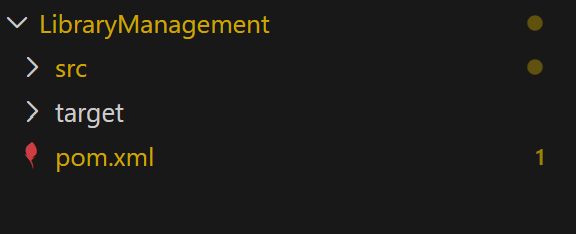 LibraryManagement
src
target
pom.xml 1